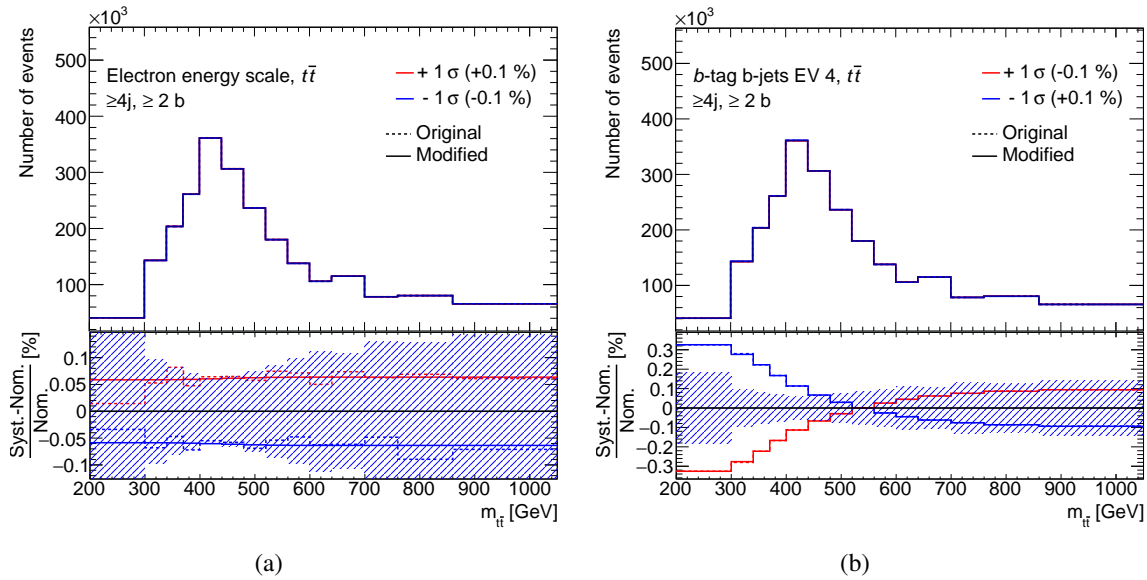 ×10³
Number of events
500
400
300
200
100
Electron energy scale, tt̄
≥4j, ≥ 2 b
+ 1 σ (+0.1 %)
- 1 σ (-0.1 %)
Original
Modified
Syst.-Nom.
Nom.
[%]
0.1
0.05
0
−0.05
−0.1
200 300 400 500 600 700 800 900 1000
m_tt̄ [GeV]
(a)
×10³
Number of events
500
400
300
200
100
b-tag b-jets EV 4, tt̄
≥4j, ≥ 2 b
+ 1 σ (-0.1 %)
- 1 σ (+0.1 %)
Original
Modified
Syst.-Nom.
Nom.
[%]
0.3
0.2
0.1
0
−0.1
−0.2
−0.3
200 300 400 500 600 700 800 900 1000
m_tt̄ [GeV]
(b)